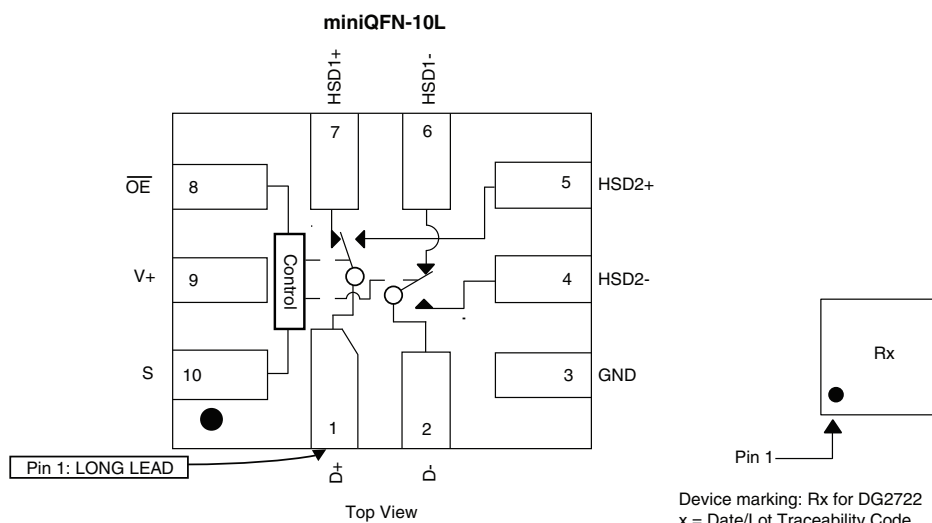 miniQFN-10L
HSD1+
HSD1-
7
6
O̅E̅
8
5
HSD2+
Control
V+
9
4
HSD2-
S
10
3
GND
1
2
Pin 1: LONG LEAD
D+
D-
Top View
Rx
Pin 1
Device marking: Rx for DG2722
x = Date/Lot Traceability Code